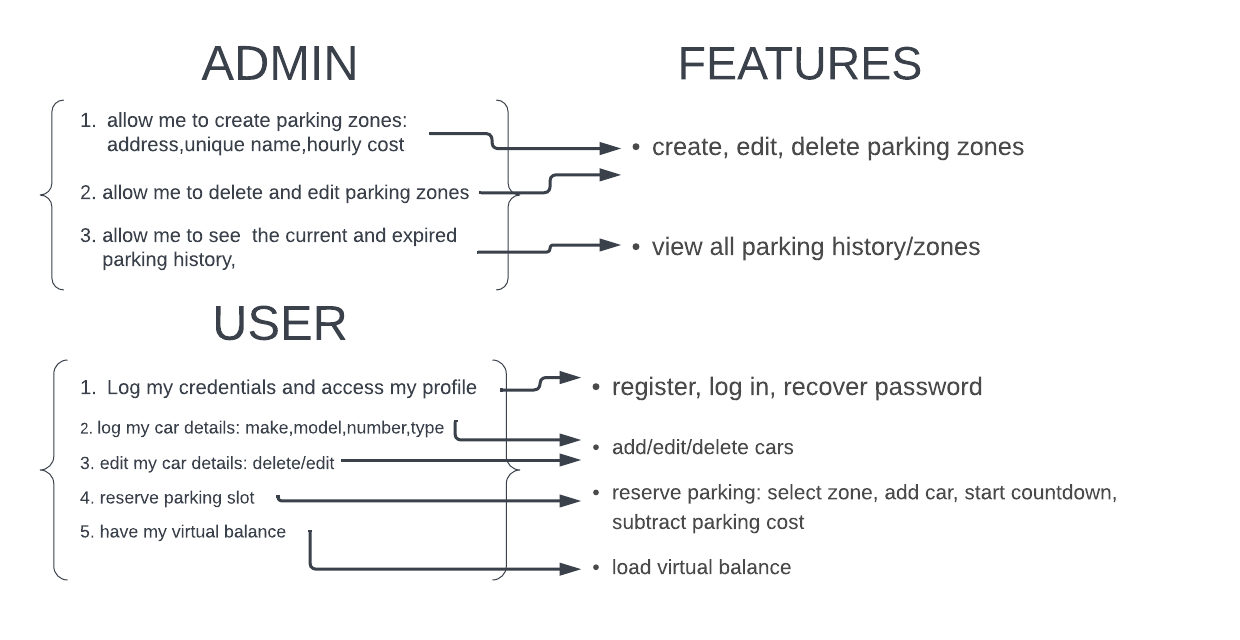 ADMIN
FEATURES
1. allow me to create parking zones:
address,unique name,hourly cost
• create, edit, delete parking zones
2. allow me to delete and edit parking zones
3. allow me to see  the current and expired
parking history,
• view all parking history/zones
USER
1. Log my credentials and access my profile
• register, log in, recover password
2. log my car details: make,model,number,type
• add/edit/delete cars
3. edit my car details: delete/edit
4. reserve parking slot
• reserve parking: select zone, add car, start countdown,
subtract parking cost
5. have my virtual balance
• load virtual balance